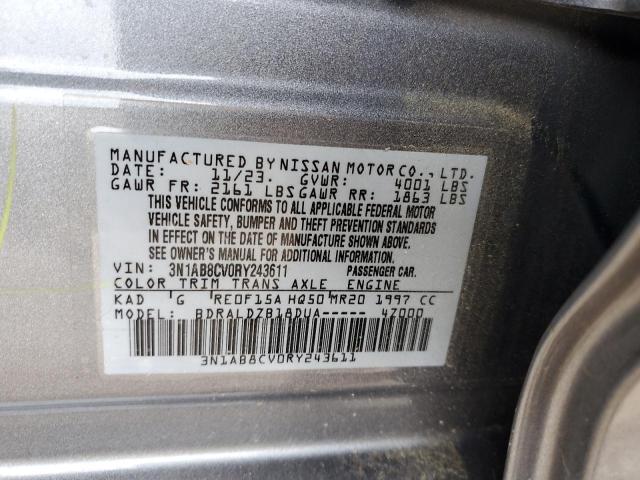 MANUFACTURED BY NISSAN MOTOR CO., LTD.
DATE: 11/23. GVWR: 4001 LBS
GAWR FR: 2161 LBS GAWR RR: 1863 LBS
THIS VEHICLE CONFORMS TO ALL APPLICABLE FEDERAL MOTOR
VEHICLE SAFETY, BUMPER AND THEFT PREVENTION STANDARDS
IN EFFECT ON THE DATE OF MANUFACTURE SHOWN ABOVE.
SEE OWNER'S MANUAL FOR ADDITIONAL INFORMATION.
VIN: 3N1AB8CV0RY243611 PASSENGER CAR.
COLOR TRIM TRANS AXLE ENGINE
KAD G RE0F15A HQ50 MR20 1997 CC
MODEL: BDRALDZB18DUA----- 47000
3N1AB8CV0RY243611